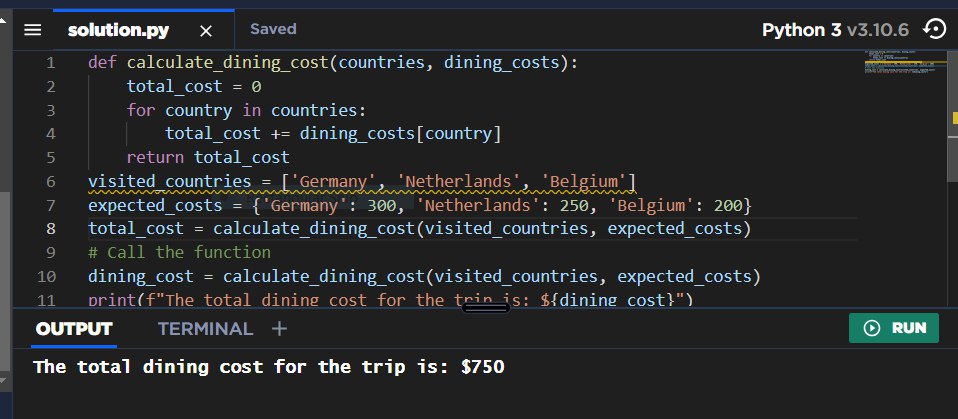 solution.py × Saved Python 3 v3.10.6
1 def calculate_dining_cost(countries, dining_costs):
2     total_cost = 0
3     for country in countries:
4         total_cost += dining_costs[country]
5     return total_cost
6 visited_countries = ['Germany', 'Netherlands', 'Belgium']
7 expected_costs = {'Germany': 300, 'Netherlands': 250, 'Belgium': 200}
8 total_cost = calculate_dining_cost(visited_countries, expected_costs)
9 # Call the function
10 dining_cost = calculate_dining_cost(visited_countries, expected_costs)
11 print(f"The total dining cost for the trip is: ${dining_cost}")
OUTPUT TERMINAL + RUN
The total dining cost for the trip is: $750